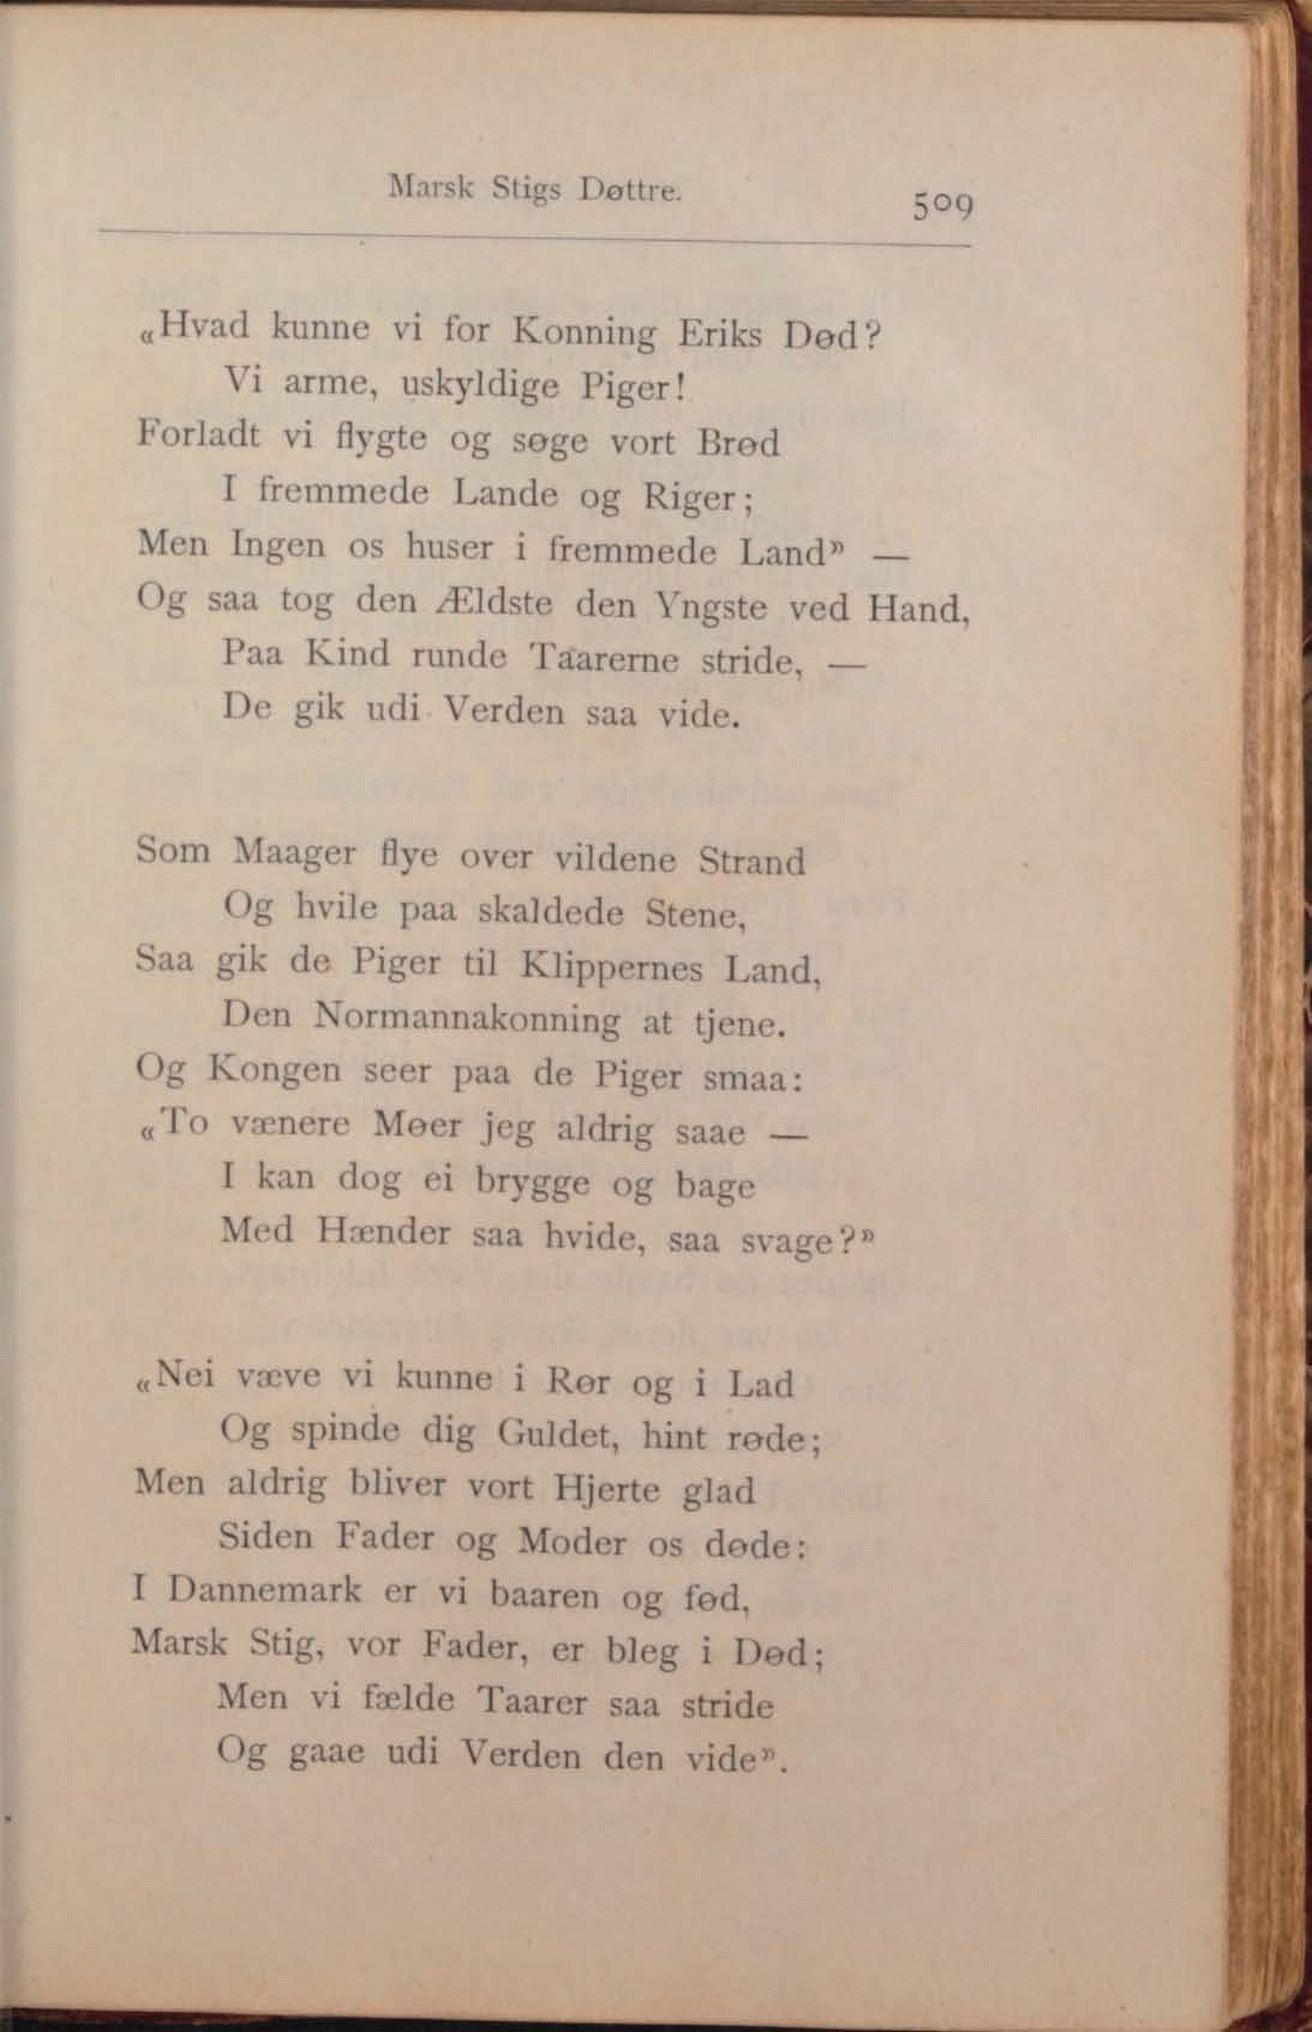 Marsk Stigs Døttre.
509
«Hvad kunne vi for Konning Eriks Død?
Vi arme, uskyldige Piger!
Forladt vi flygte og søge vort Brød
I fremmede Lande og Riger;
Men Ingen os huser i fremmede Land» —
Og saa tog den Ældste den Yngste ved Hand,
Paa Kind runde Taarerne stride, —
De gik udi Verden saa vide.
Som Maager flye over vildene Strand
Og hvile paa skaldede Stene,
Saa gik de Piger til Klippernes Land,
Den Normannakonning at tjene.
Og Kongen seer paa de Piger smaa:
«To vænere Møer jeg aldrig saae —
I kan dog ei brygge og bage
Med Hænder saa hvide, saa svage?»
«Nei væve vi kunne i Rør og i Lad
Og spinde dig Guldet, hint røde;
Men aldrig bliver vort Hjerte glad
Siden Fader og Moder os døde:
I Dannemark er vi baaren og fød,
Marsk Stig, vor Fader, er bleg i Død;
Men vi fælde Taarer saa stride
Og gaae udi Verden den vide».